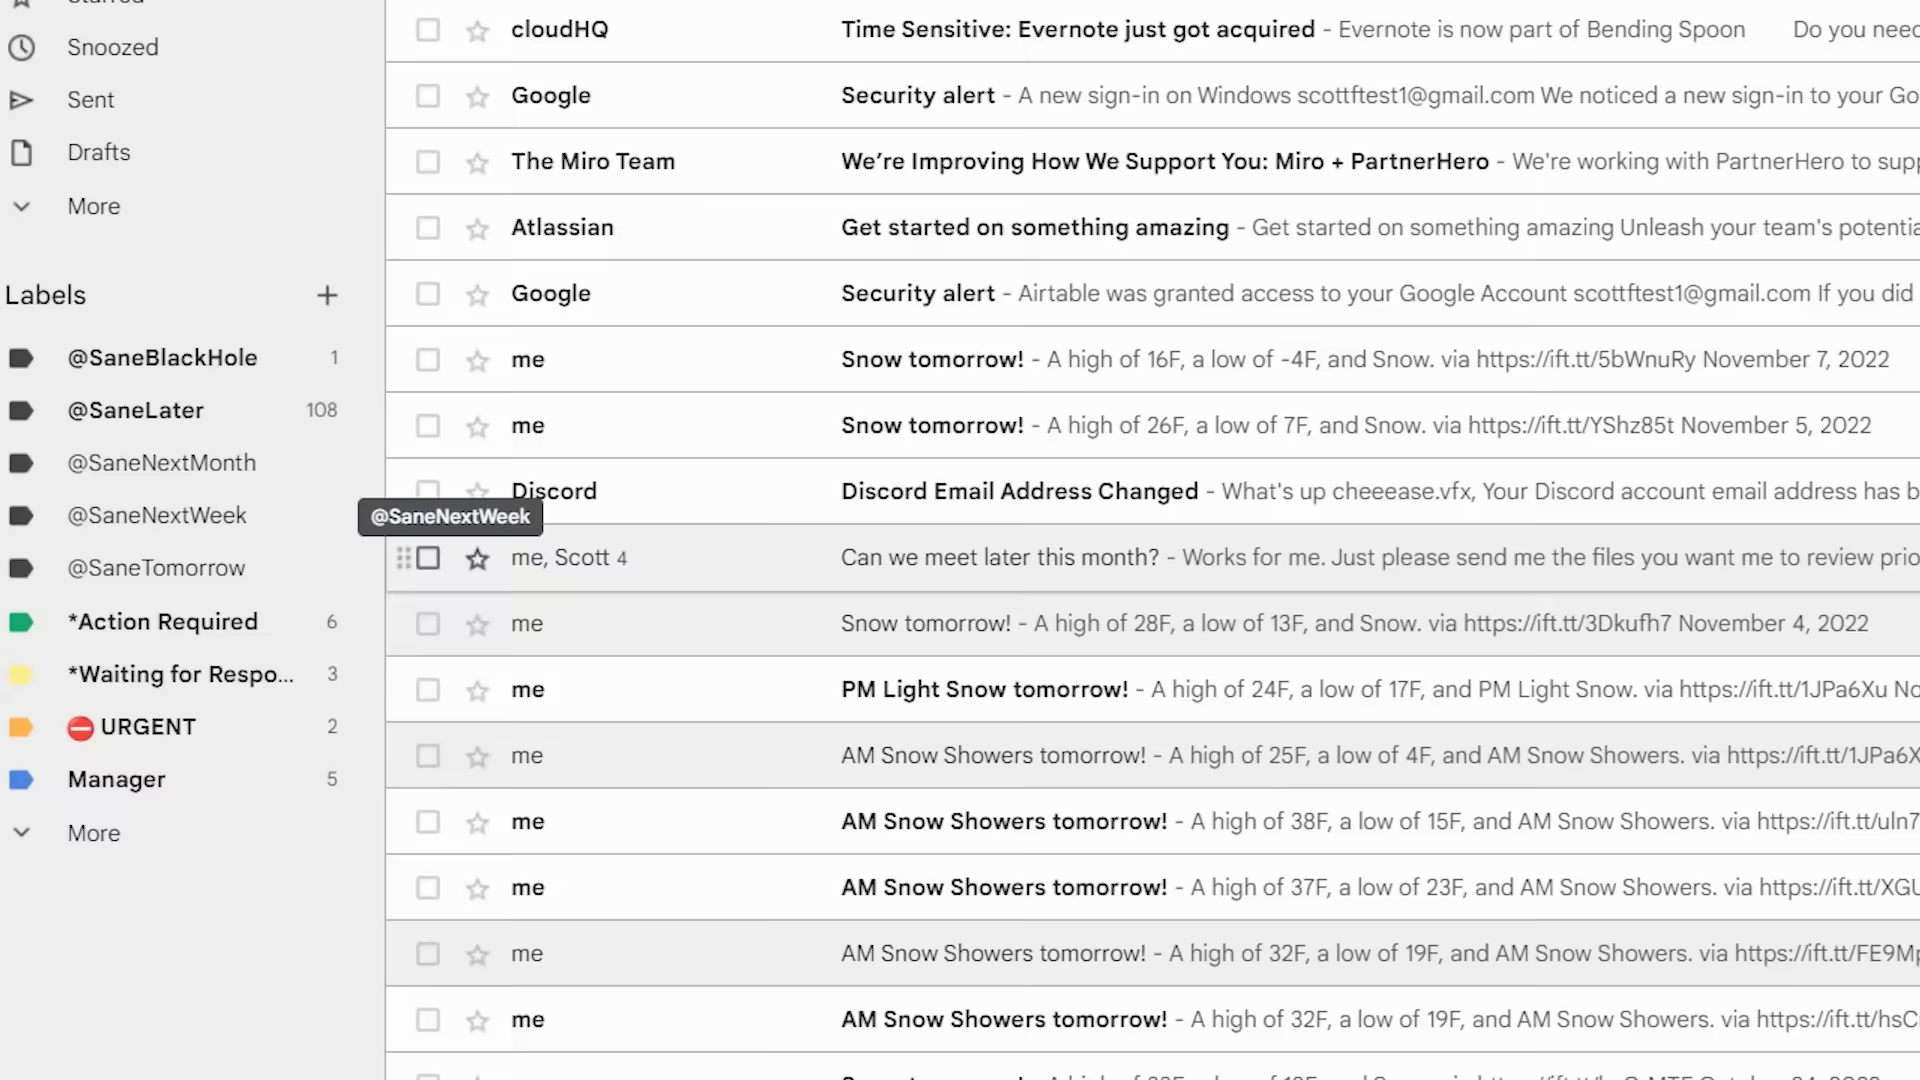 Starred
Snoozed
Sent
Drafts
More
Labels
@SaneBlackHole 1
@SaneLater 108
@SaneNextMonth
@SaneNextWeek
@SaneTomorrow
*Action Required 6
*Waiting for Respo... 3
URGENT 2
Manager 5
More
cloudHQ Time Sensitive: Evernote just got acquired - Evernote is now part of Bending Spoon Do you need
Google Security alert - A new sign-in on Windows scottftest1@gmail.com We noticed a new sign-in to your Go
The Miro Team We’re Improving How We Support You: Miro + PartnerHero - We're working with PartnerHero to supp
Atlassian Get started on something amazing - Get started on something amazing Unleash your team's potentia
Google Security alert - Airtable was granted access to your Google Account scottftest1@gmail.com If you did
me Snow tomorrow! - A high of 16F, a low of -4F, and Snow. via https://ift.tt/5bWnuRy November 7, 2022
me Snow tomorrow! - A high of 26F, a low of 7F, and Snow. via https://ift.tt/YShz85t November 5, 2022
Discord Discord Email Address Changed - What's up cheeease.vfx, Your Discord account email address has b
@SaneNextWeek
me, Scott 4 Can we meet later this month? - Works for me. Just please send me the files you want me to review prio
me Snow tomorrow! - A high of 28F, a low of 13F, and Snow. via https://ift.tt/3Dkufh7 November 4, 2022
me PM Light Snow tomorrow! - A high of 24F, a low of 17F, and PM Light Snow. via https://ift.tt/1JPa6Xu No
me AM Snow Showers tomorrow! - A high of 25F, a low of 4F, and AM Snow Showers. via https://ift.tt/1JPa6X
me AM Snow Showers tomorrow! - A high of 38F, a low of 15F, and AM Snow Showers. via https://ift.tt/uln7
me AM Snow Showers tomorrow! - A high of 37F, a low of 23F, and AM Snow Showers. via https://ift.tt/XGU
me AM Snow Showers tomorrow! - A high of 32F, a low of 19F, and AM Snow Showers. via https://ift.tt/FE9Mp
me AM Snow Showers tomorrow! - A high of 32F, a low of 19F, and AM Snow Showers. via https://ift.tt/hsC